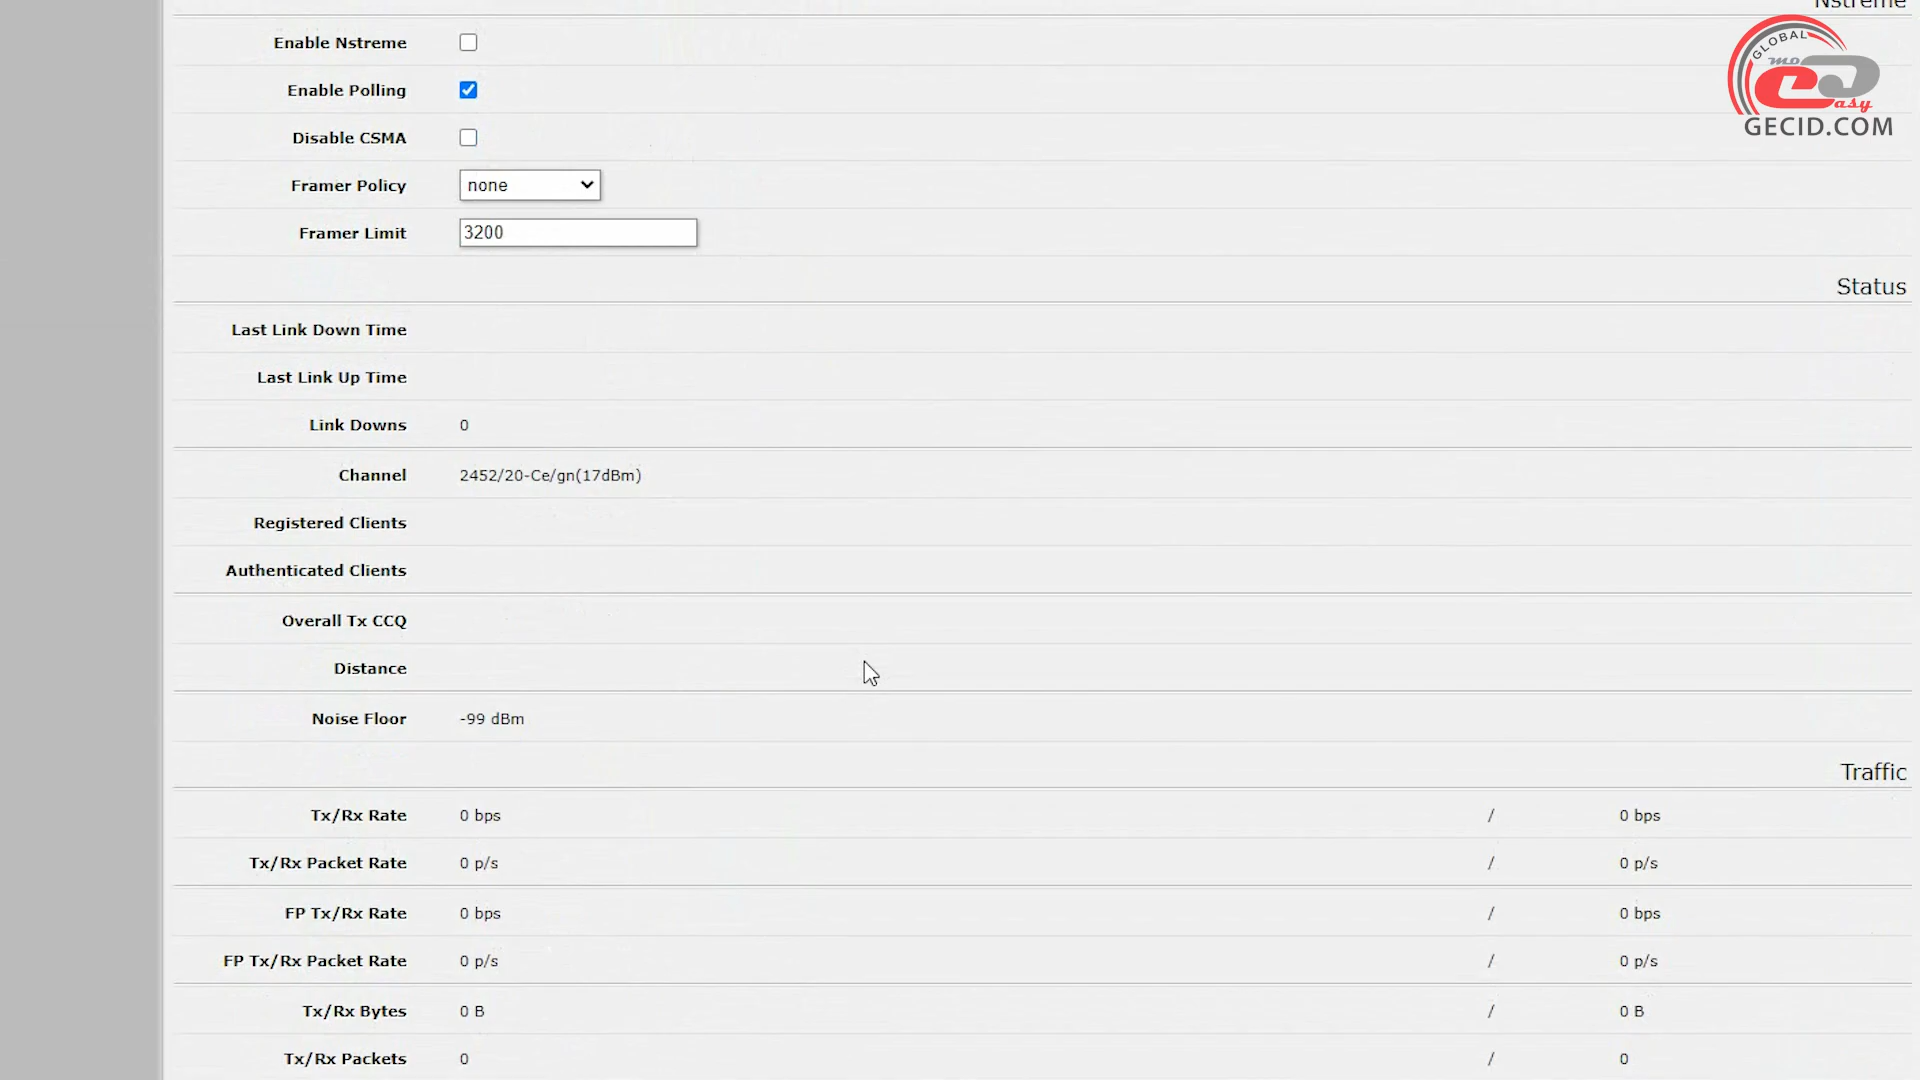 Nstreme
Enable Nstreme
Enable Polling
Disable CSMA
Framer Policy none
Framer Limit 3200
Status
Last Link Down Time
Last Link Up Time
Link Downs 0
Channel 2452/20-Ce/gn(17dBm)
Registered Clients
Authenticated Clients
Overall Tx CCQ
Distance
Noise Floor -99 dBm
Traffic
Tx/Rx Rate 0 bps / 0 bps
Tx/Rx Packet Rate 0 p/s / 0 p/s
FP Tx/Rx Rate 0 bps / 0 bps
FP Tx/Rx Packet Rate 0 p/s / 0 p/s
Tx/Rx Bytes 0 B / 0 B
Tx/Rx Packets 0 / 0
GLOBAL
mo
asy
GECID.COM